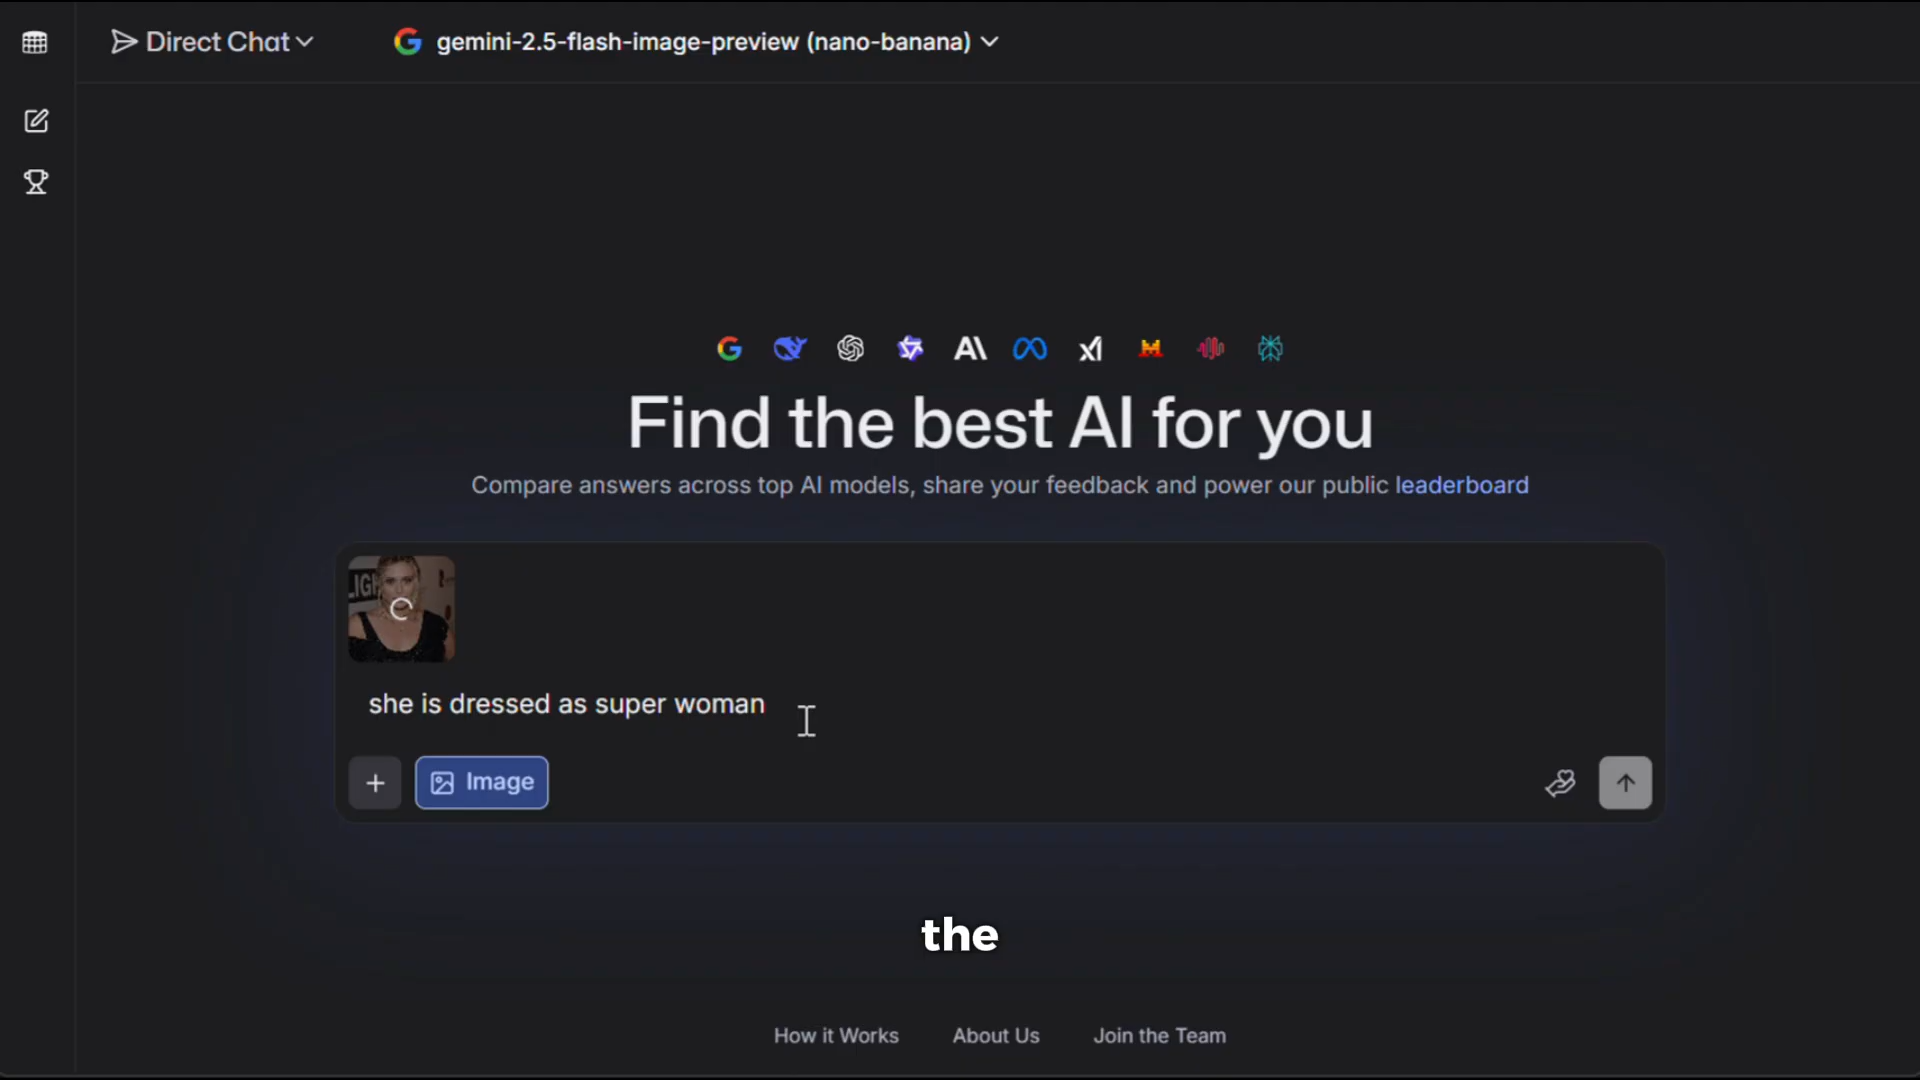 Direct Chat
gemini-2.5-flash-image-preview (nano-banana)
Find the best AI for you
Compare answers across top AI models, share your feedback and power our public leaderboard
LIGH
she is dressed as super woman
Image
the
How it Works
About Us
Join the Team